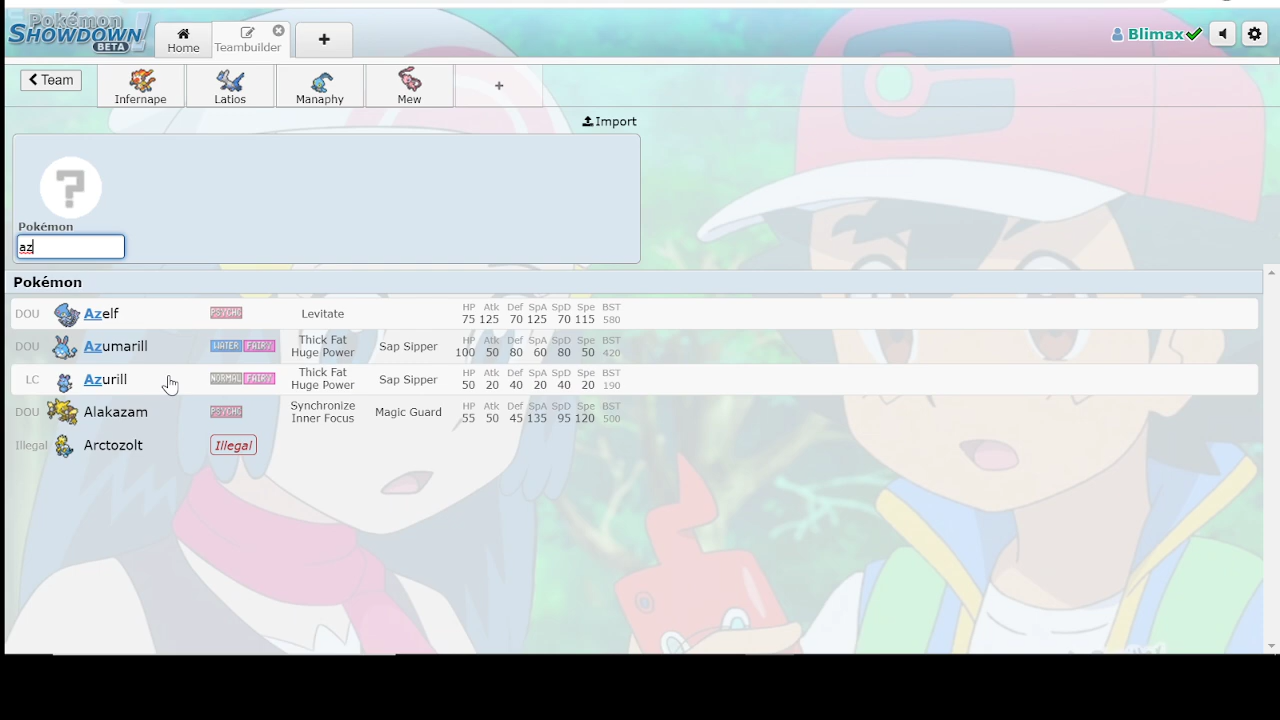 Pokémon
SHOWDOWN!
BETA
Home
Teambuilder
+
Blimax
Team
Infernape
Latios
Manaphy
Mew
+
Import
?
Pokémon
az
Pokémon
DOU Azelf PSYCHC Levitate HP 75 Atk 125 Def 70 SpA 125 SpD 70 Spe 115 BST 580
DOU Azumarill WATER FAIRY Thick Fat Huge Power Sap Sipper HP 100 Atk 50 Def 80 SpA 60 SpD 80 Spe 50 BST 420
LC Azurill NORMAL FAIRY Thick Fat Huge Power Sap Sipper HP 50 Atk 20 Def 40 SpA 20 SpD 40 Spe 20 BST 190
DOU Alakazam PSYCHC Synchronize Inner Focus Magic Guard HP 55 Atk 50 Def 45 SpA 135 SpD 95 Spe 120 BST 500
Illegal Arctozolt Illegal